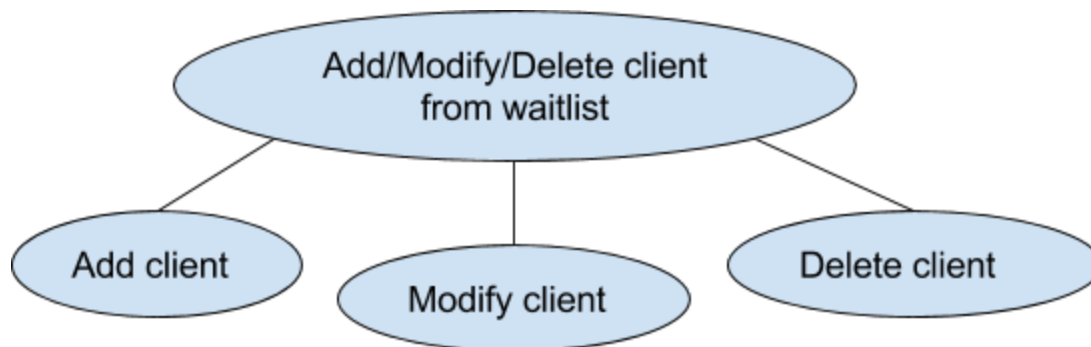 Add/Modify/Delete client
from waitlist
Add client
Modify client
Delete client